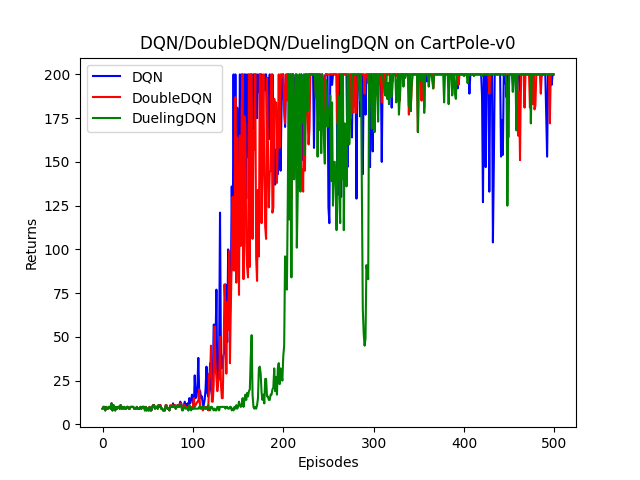 DQN/DoubleDQN/DuelingDQN on CartPole-v0
DQN
DoubleDQN
DuelingDQN
Returns
200
175
150
125
100
75
50
25
0
0 100 200 300 400 500
Episodes